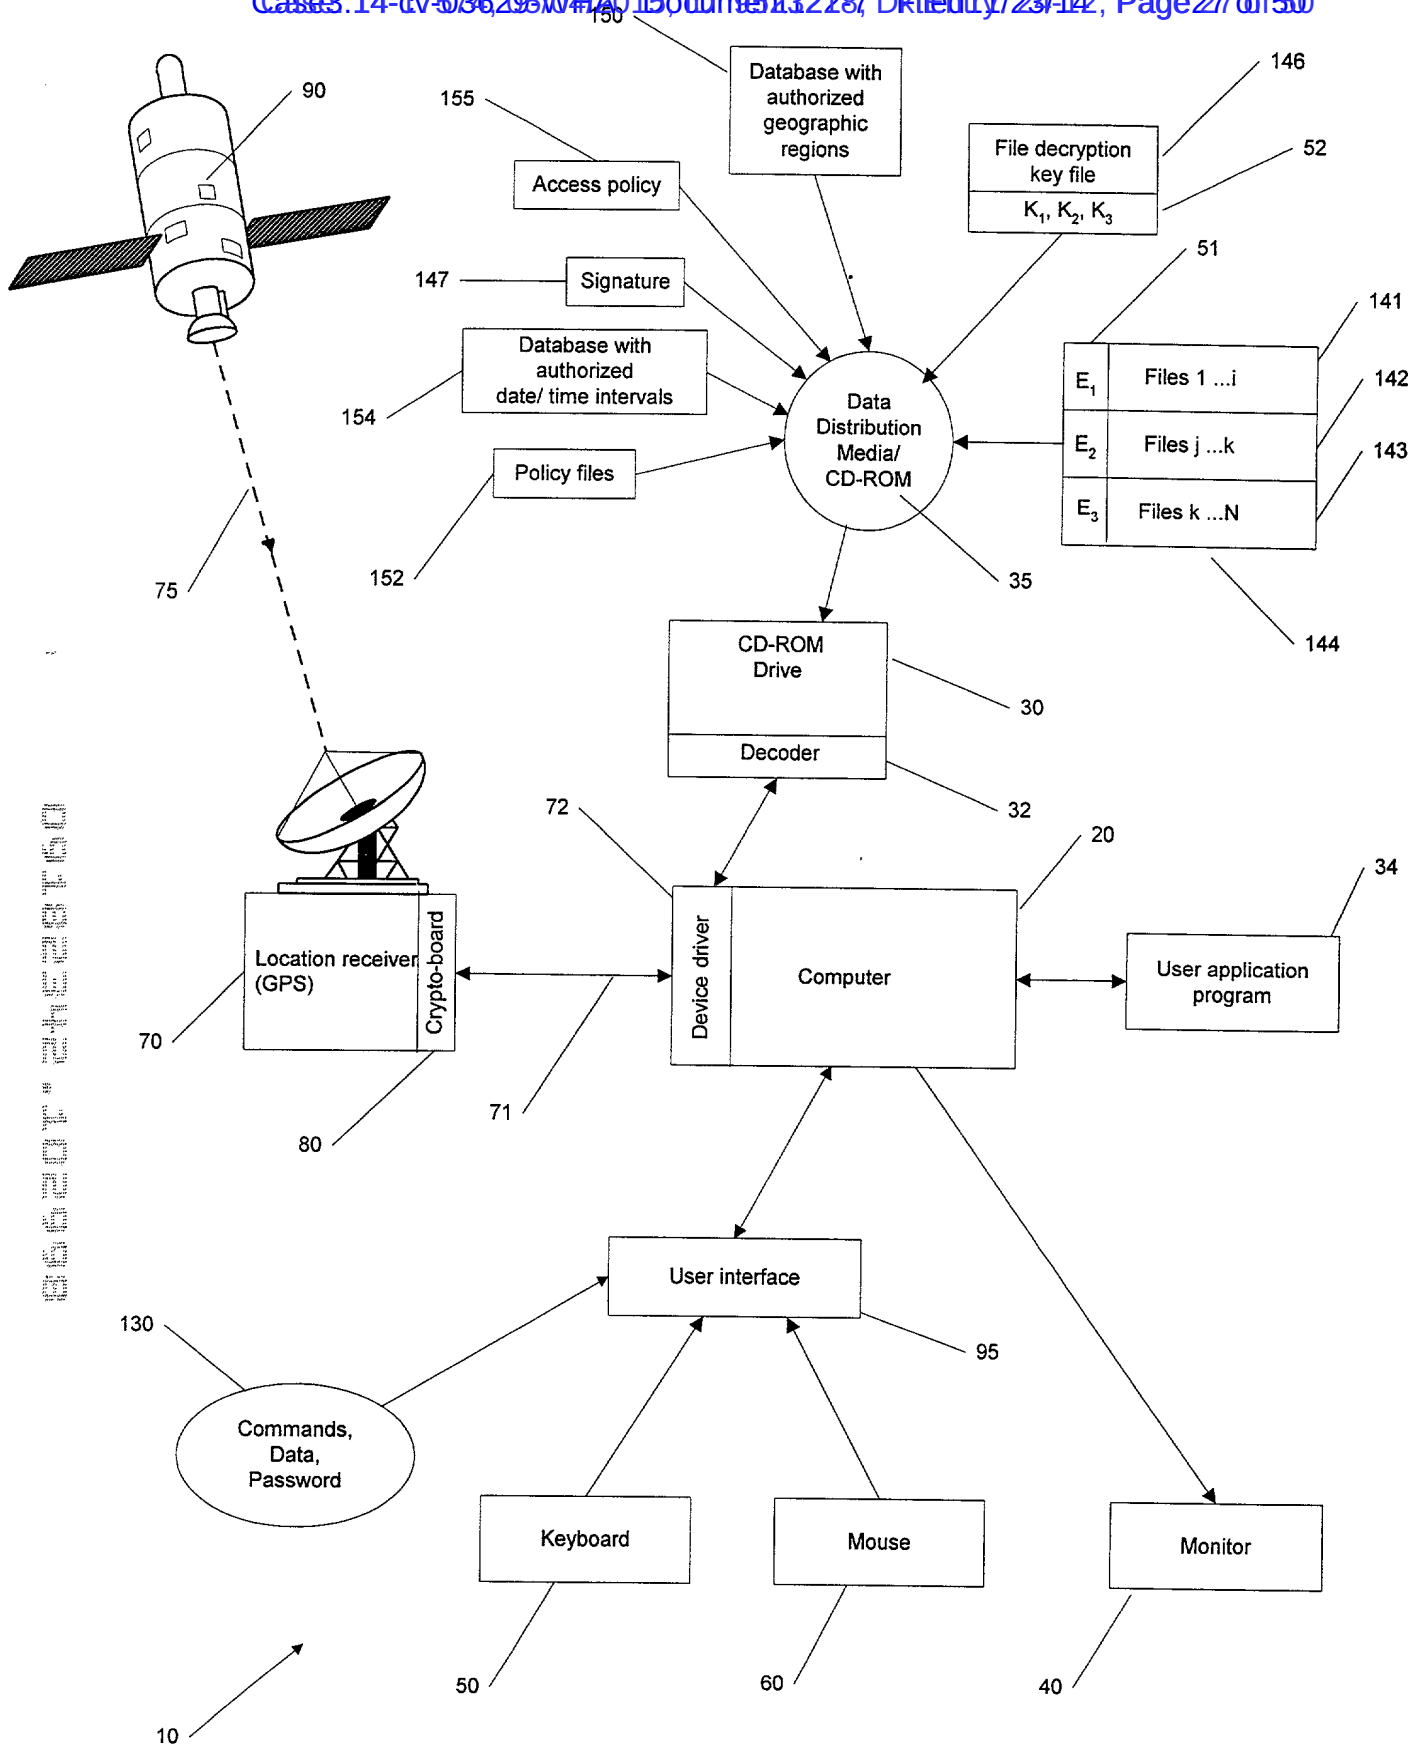 150
90
155
Database with
authorized
geographic
regions
146
File decryption
key file
52
Access policy
K1, K2, K3
51
147
Signature
141
Database with
authorized
date/ time intervals
E1
Files 1 ...i
142
154
Data
Distribution
Media/
CD-ROM
E2
Files j ...k
143
Policy files
E3
Files k ...N
75
152
35
144
CD-ROM
Drive
30
Decoder
72
32
20
34
Location receiver
(GPS)
Crypto-board
Device driver
Computer
User application
program
70
71
80
User interface
130
95
Commands,
Data,
Password
Keyboard
Mouse
Monitor
50
60
40
10